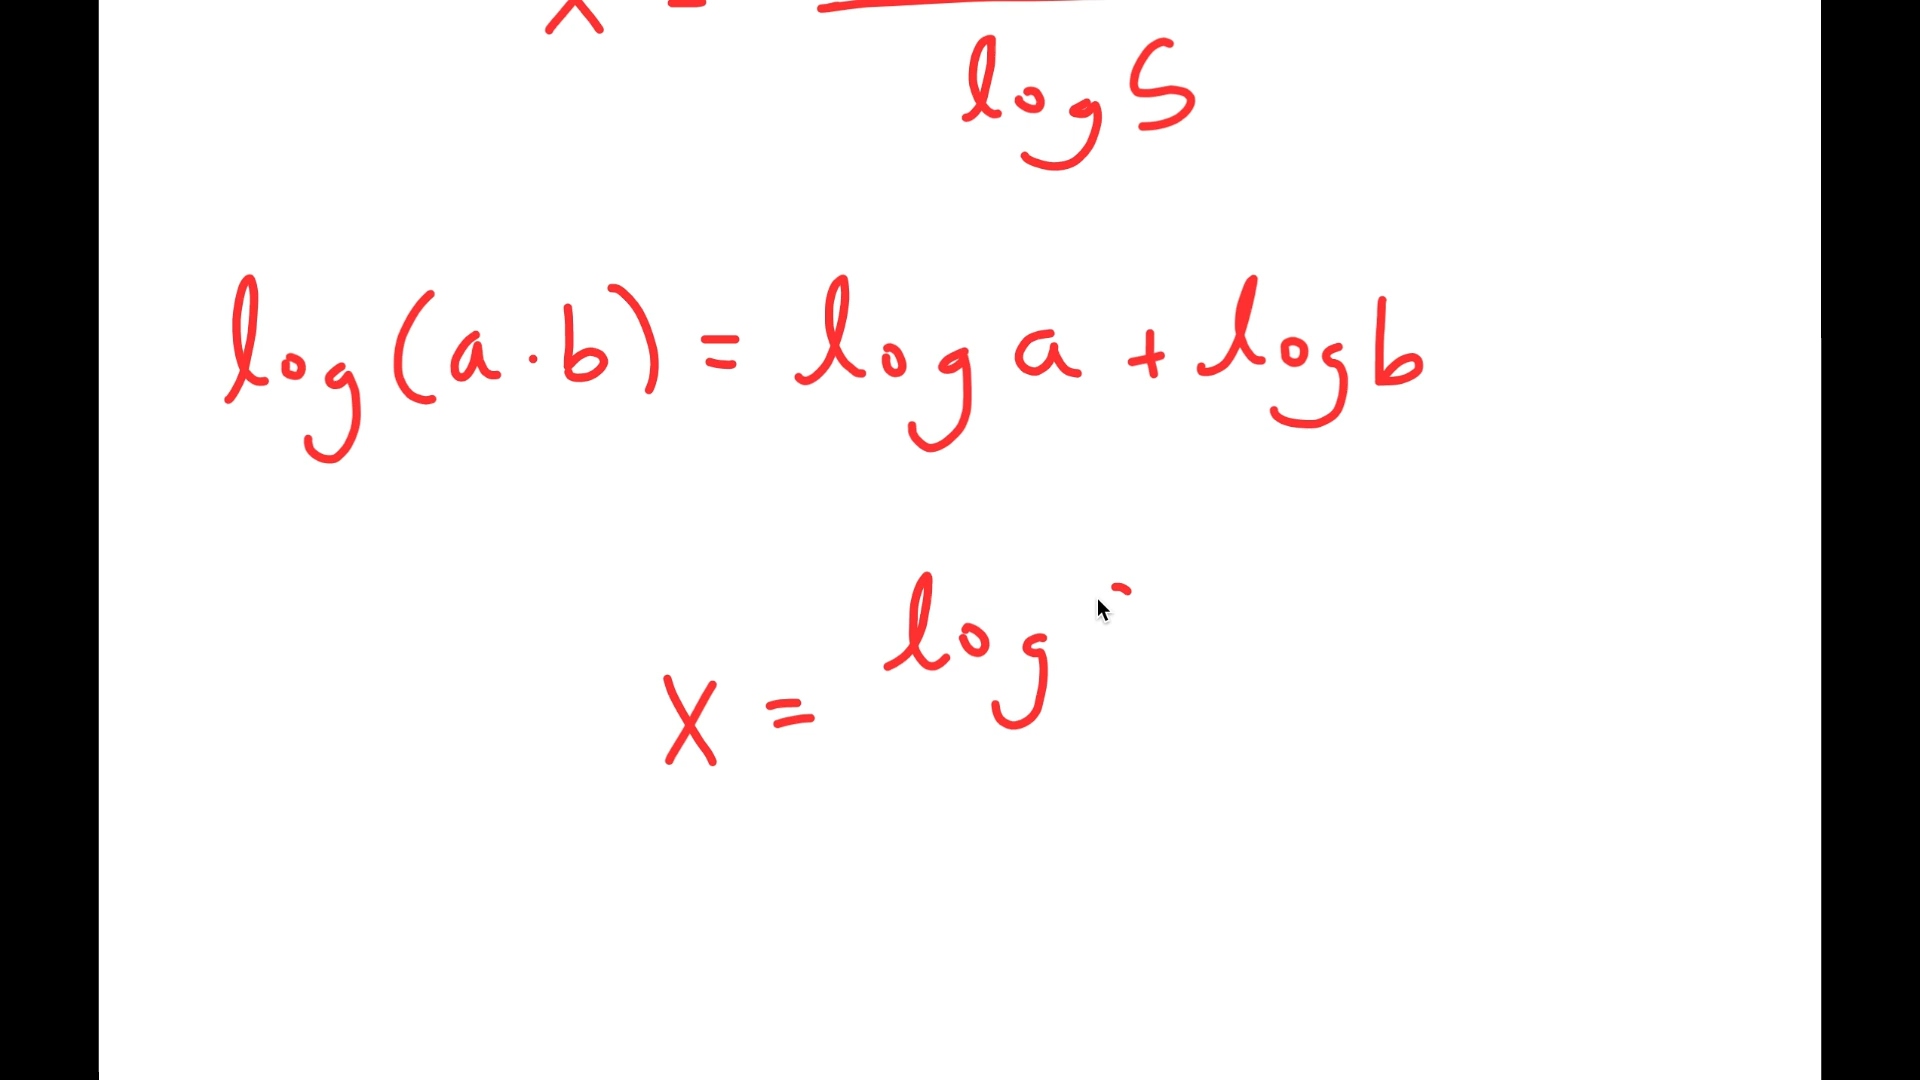 x =
log 5
log(a·b) = log a + log b
x = log